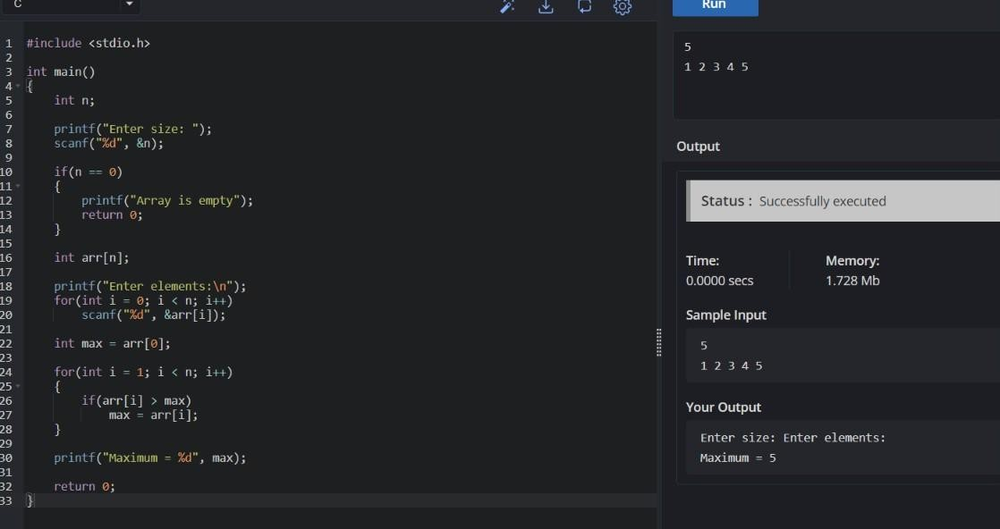 C
Run
1 #include <stdio.h>
2
3 int main()
4 {
5     int n;
6
7     printf("Enter size: ");
8     scanf("%d", &n);
9
10     if(n == 0)
11     {
12         printf("Array is empty");
13         return 0;
14     }
15
16     int arr[n];
17
18     printf("Enter elements:\n");
19     for(int i = 0; i < n; i++)
20         scanf("%d", &arr[i]);
21
22     int max = arr[0];
23
24     for(int i = 1; i < n; i++)
25     {
26         if(arr[i] > max)
27             max = arr[i];
28     }
29
30     printf("Maximum = %d", max);
31
32     return 0;
33 }
5
1 2 3 4 5
Output
Status : Successfully executed
Time: Memory:
0.0000 secs 1.728 Mb
Sample Input
5
1 2 3 4 5
Your Output
Enter size: Enter elements:
Maximum = 5